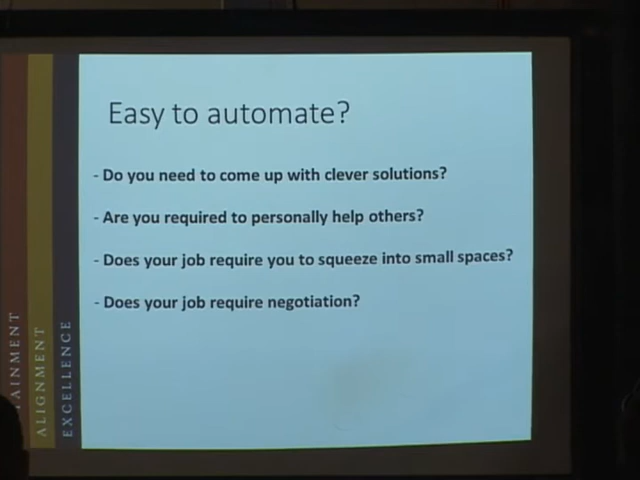 Easy to automate?
- Do you need to come up with clever solutions?
- Are you required to personally help others?
- Does your job require you to squeeze into small spaces?
- Does your job require negotiation?
ALIGNMENT
EXCELLENCE